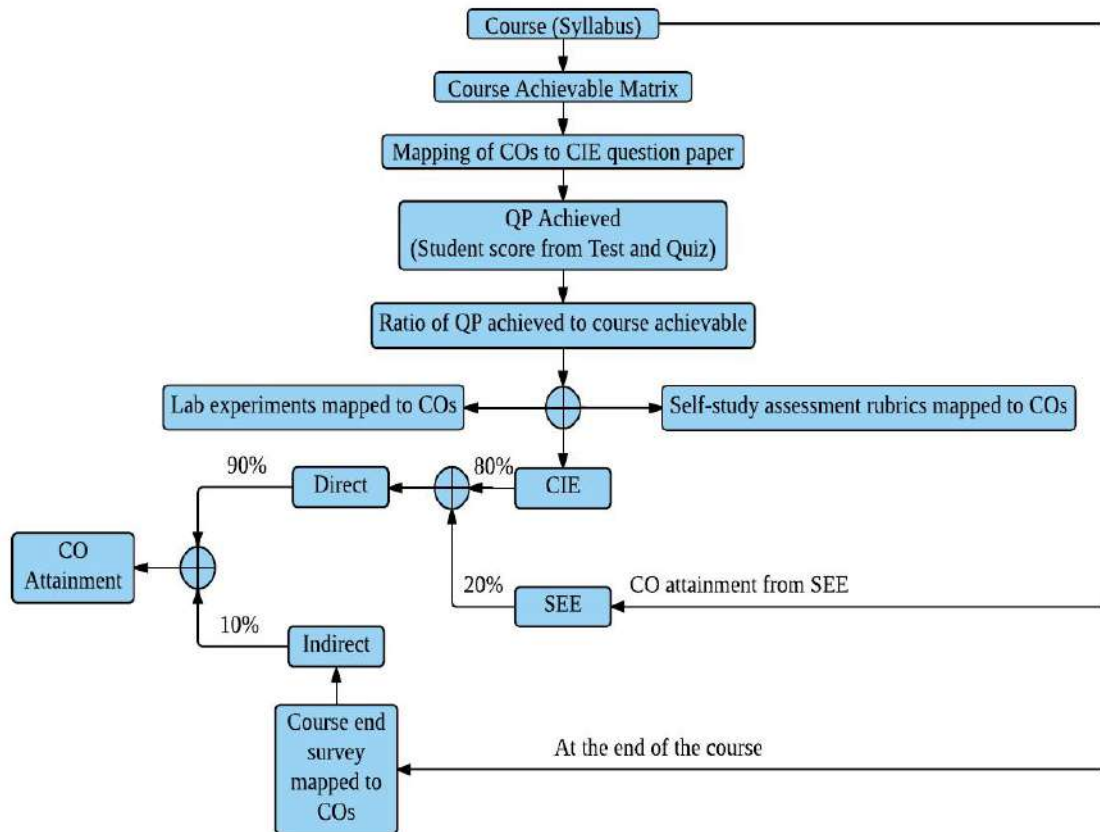 Course (Syllabus)
Course Achievable Matrix
Mapping of COs to CIE question paper
QP Achieved
(Student score from Test and Quiz)
Ratio of QP achieved to course achievable
Lab experiments mapped to COs
Self-study assessment rubrics mapped to COs
90%
Direct
80%
CIE
CO
Attainment
20%
SEE
CO attainment from SEE
10%
Indirect
Course end
survey
mapped to
COs
At the end of the course